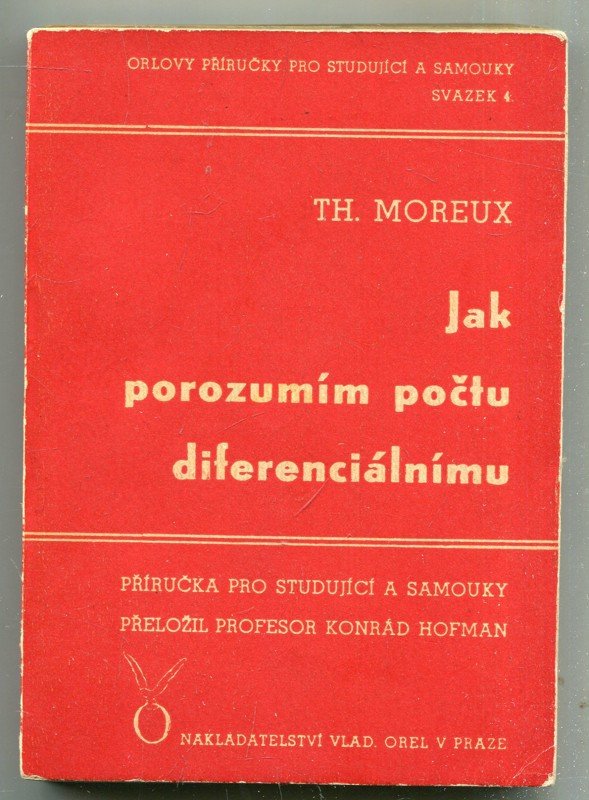 ORLOVY PŘÍRUČKY PRO STUDUJÍCÍ A SAMOUKY
SVAZEK 4.
TH. MOREUX
Jak
porozumím počtu
diferenciálnímu
PŘÍRUČKA PRO STUDUJÍCÍ A SAMOUKY
PŘELOŽIL PROFESOR KONRÁD HOFMAN
O
NAKLADATELSTVÍ VLAD. OREL V PRAZE